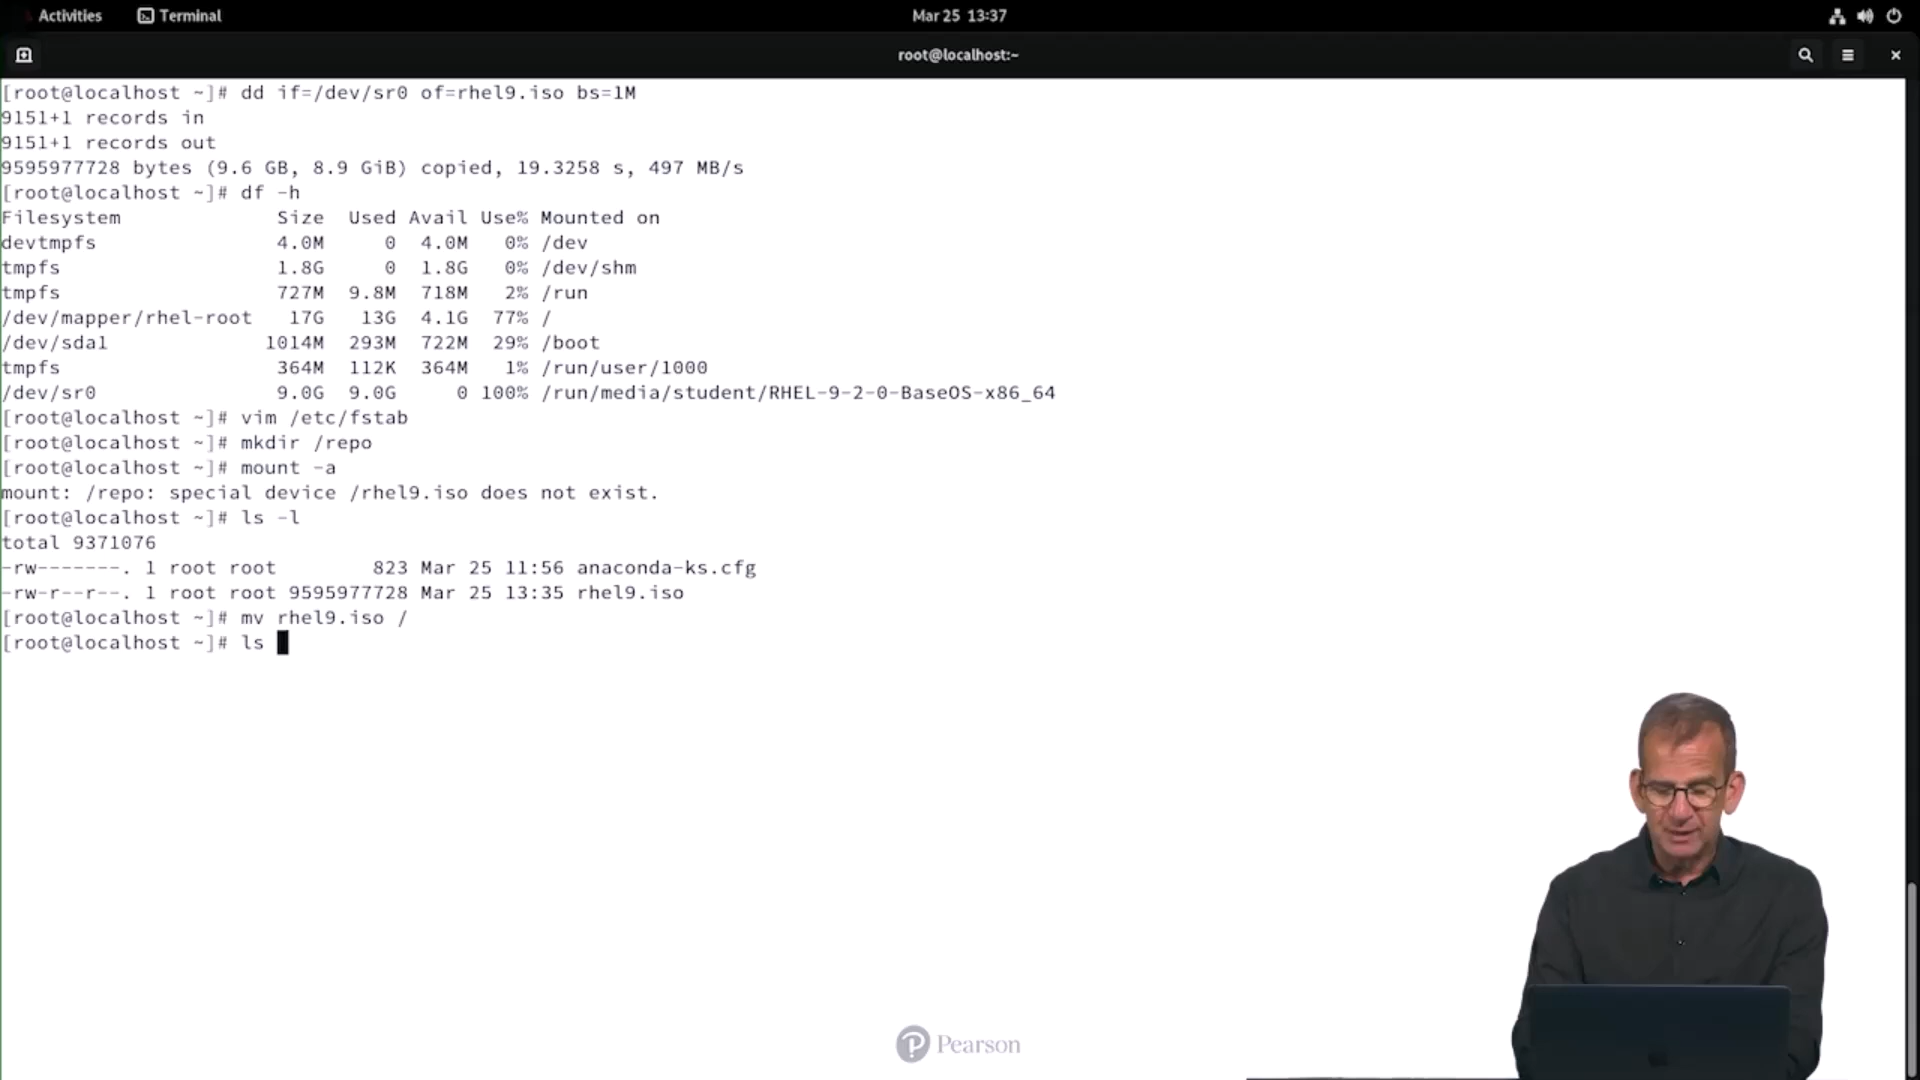 Activities Terminal Mar 25 13:37
root@localhost:~
[root@localhost ~]# dd if=/dev/sr0 of=rhel9.iso bs=1M
9151+1 records in
9151+1 records out
9595977728 bytes (9.6 GB, 8.9 GiB) copied, 19.3258 s, 497 MB/s
[root@localhost ~]# df -h
Filesystem             Size  Used Avail Use% Mounted on
devtmpfs               4.0M     0  4.0M   0% /dev
tmpfs                  1.8G     0  1.8G   0% /dev/shm
tmpfs                  727M  9.8M  718M   2% /run
/dev/mapper/rhel-root   17G   13G  4.1G  77% /
/dev/sda1             1014M  293M  722M  29% /boot
tmpfs                  364M  112K  364M   1% /run/user/1000
/dev/sr0               9.0G  9.0G     0 100% /run/media/student/RHEL-9-2-0-BaseOS-x86_64
[root@localhost ~]# vim /etc/fstab
[root@localhost ~]# mkdir /repo
[root@localhost ~]# mount -a
mount: /repo: special device /rhel9.iso does not exist.
[root@localhost ~]# ls -l
total 9371076
-rw-------. 1 root root        823 Mar 25 11:56 anaconda-ks.cfg
-rw-r--r--. 1 root root 9595977728 Mar 25 13:35 rhel9.iso
[root@localhost ~]# mv rhel9.iso /
[root@localhost ~]# ls
Pearson